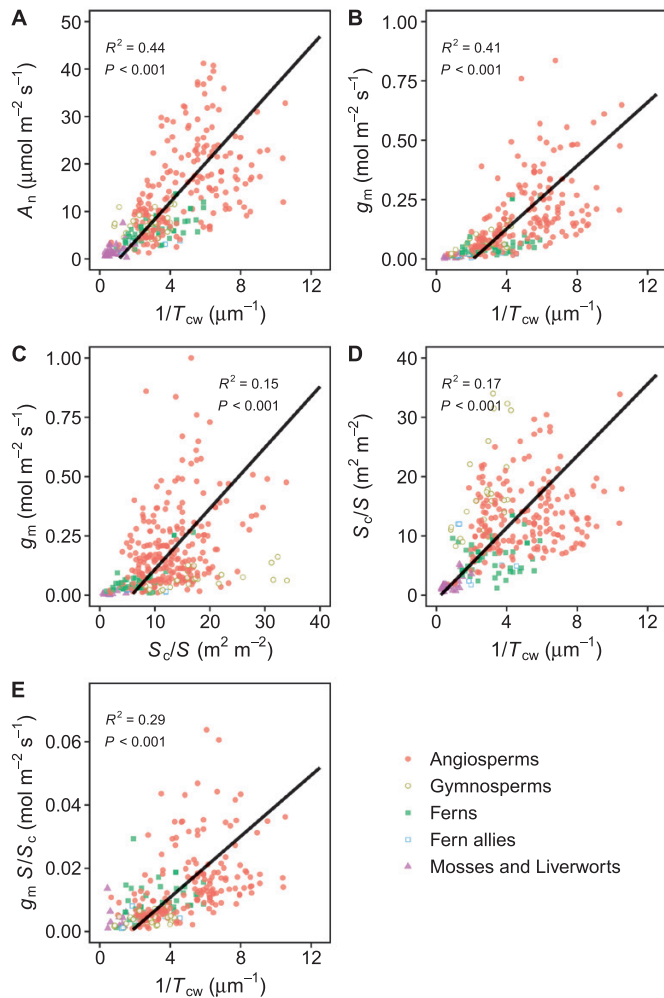 A
R² = 0.44
P < 0.001
50
40
30
20
10
0
Aₙ (μmol m⁻² s⁻¹)
0 4 8 12
1/T_cw (μm⁻¹)
B
R² = 0.41
P < 0.001
1.00
0.75
0.50
0.25
0.00
g_m (mol m⁻² s⁻¹)
0 4 8 12
1/T_cw (μm⁻¹)
C
R² = 0.15
P < 0.001
1.00
0.75
0.50
0.25
0.00
g_m (mol m⁻² s⁻¹)
0 10 20 30 40
S_c/S (m² m⁻²)
D
R² = 0.17
P < 0.001
40
30
20
10
0
S_c/S (m² m⁻²)
0 4 8 12
1/T_cw (μm⁻¹)
E
R² = 0.29
P < 0.001
0.06
0.04
0.02
0.00
g_m S/S_c (mol m⁻² s⁻¹)
0 4 8 12
1/T_cw (μm⁻¹)
Angiosperms
Gymnosperms
Ferns
Fern allies
Mosses and Liverworts